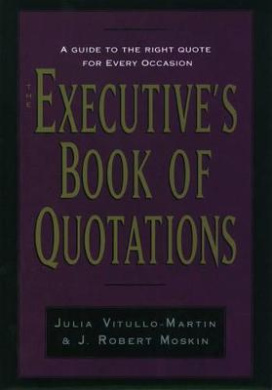 A GUIDE TO THE RIGHT QUOTE
FOR EVERY OCCASION
THE
EXECUTIVE'S
BOOK OF
QUOTATIONS
JULIA VITULLO-MARTIN
& J. ROBERT MOSKIN